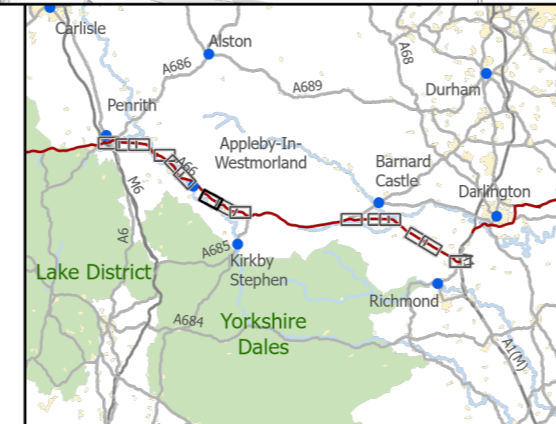 Carlisle
Alston
A686
A68
A689
Durham
Penrith
Appleby-In-
Westmorland
A66
Barnard
Castle
Darlington
M6
A6
A685
Kirkby
Stephen
Lake District
Richmond
A684
Yorkshire
Dales
A1(M)